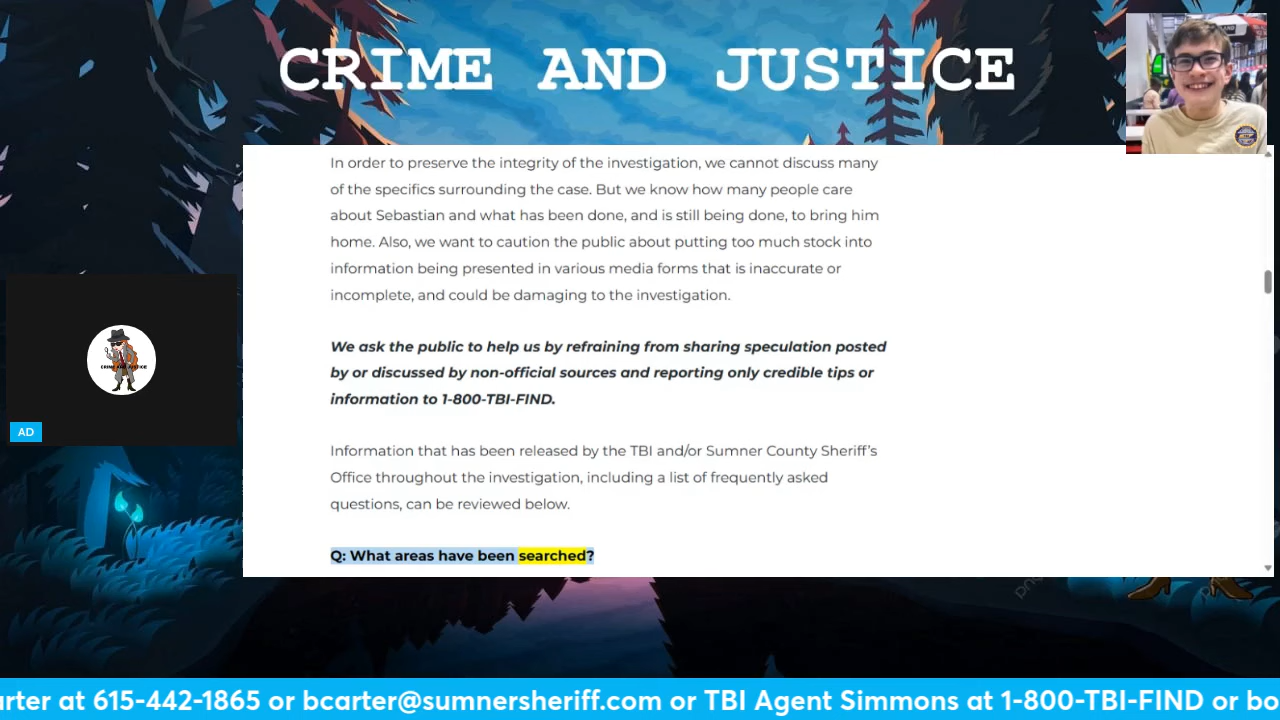 CRIME AND JUSTICE
In order to preserve the integrity of the investigation, we cannot discuss many
of the specifics surrounding the case. But we know how many people care
about Sebastian and what has been done, and is still being done, to bring him
home. Also, we want to caution the public about putting too much stock into
information being presented in various media forms that is inaccurate or
incomplete, and could be damaging to the investigation.
We ask the public to help us by refraining from sharing speculation posted
by or discussed by non-official sources and reporting only credible tips or
information to 1-800-TBI-FIND.
Information that has been released by the TBI and/or Sumner County Sheriff's
Office throughout the investigation, including a list of frequently asked
questions, can be reviewed below.
Q: What areas have been searched?
CRIME AND JUSTICE
AD
arter at 615-442-1865 or bcarter@sumnersheriff.com or TBI Agent Simmons at 1-800-TBI-FIND or bo